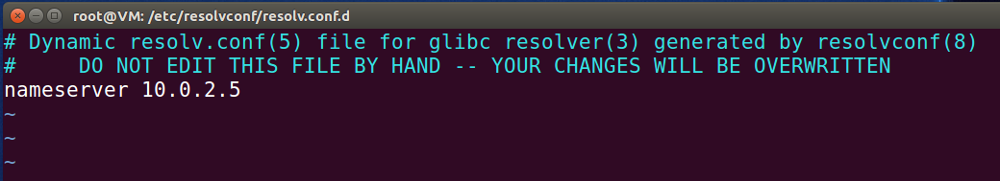 root@VM: /etc/resolvconf/resolv.conf.d
# Dynamic resolv.conf(5) file for glibc resolver(3) generated by resolvconf(8)
#     DO NOT EDIT THIS FILE BY HAND -- YOUR CHANGES WILL BE OVERWRITTEN
nameserver 10.0.2.5
~
~
~